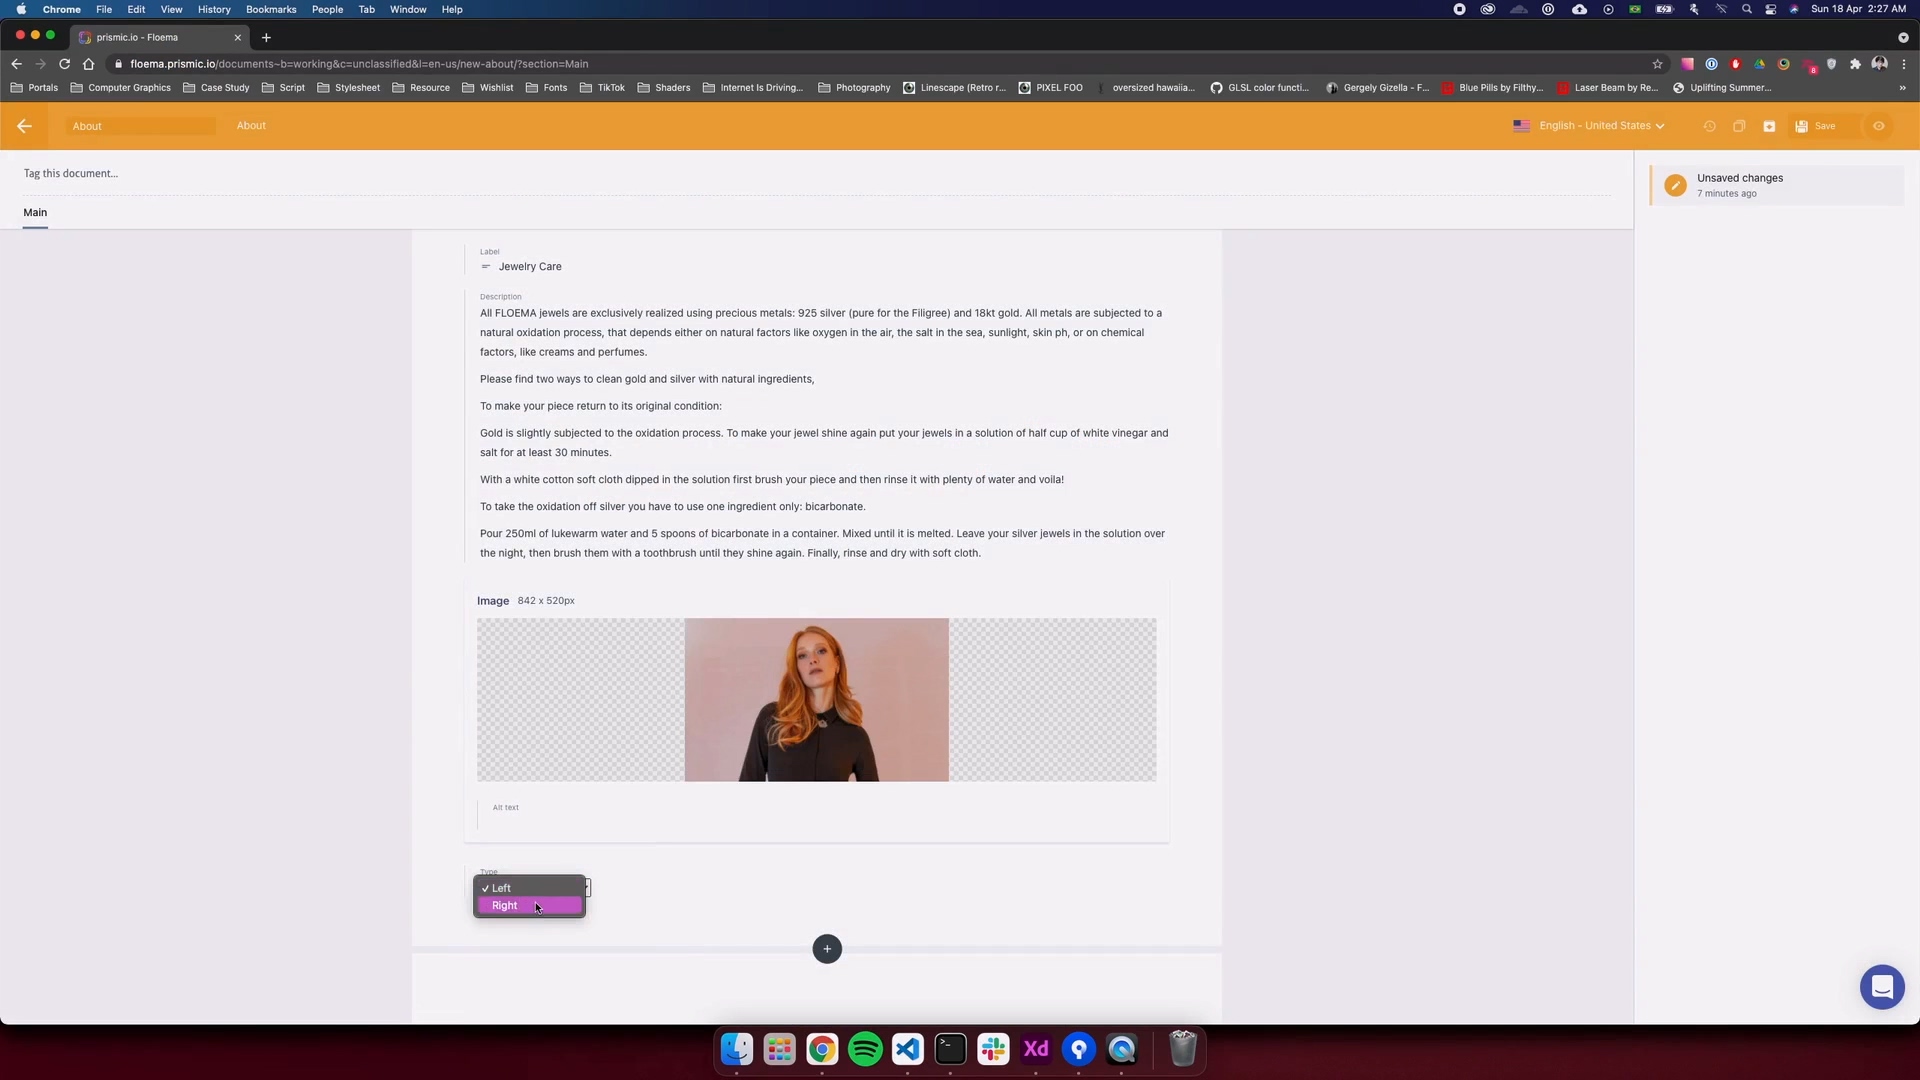 Chrome File Edit View History Bookmarks People Tab Window Help Sun 18 Apr 2:27 AM
prismic.io - Floema
floema.prismic.io/documents~b=working&c=unclassified&l=en-us/new-about/?section=Main
8
Portals Computer Graphics Case Study Script Stylesheet Resource Wishlist Fonts TikTok Shaders Internet Is Driving... Photography Linescape (Retro r... PIXEL FOO oversized hawaiia... GLSL color functi... Gergely Gizella - F... Blue Pills by Filthy... Laser Beam by Re... Uplifting Summer... »
About About English - United States Save
Tag this document...
Unsaved changes
7 minutes ago
Main
Label
Jewelry Care
Description
All FLOEMA jewels are exclusively realized using precious metals: 925 silver (pure for the Filigree) and 18kt gold. All metals are subjected to a
natural oxidation process, that depends either on natural factors like oxygen in the air, the salt in the sea, sunlight, skin ph, or on chemical
factors, like creams and perfumes.
Please find two ways to clean gold and silver with natural ingredients,
To make your piece return to its original condition:
Gold is slightly subjected to the oxidation process. To make your jewel shine again put your jewels in a solution of half cup of white vinegar and
salt for at least 30 minutes.
With a white cotton soft cloth dipped in the solution first brush your piece and then rinse it with plenty of water and voila!
To take the oxidation off silver you have to use one ingredient only: bicarbonate.
Pour 250ml of lukewarm water and 5 spoons of bicarbonate in a container. Mixed until it is melted. Leave your silver jewels in the solution over
the night, then brush them with a toothbrush until they shine again. Finally, rinse and dry with soft cloth.
Image 842 x 520px
Alt text
Type
✓ Left
Right
Xd